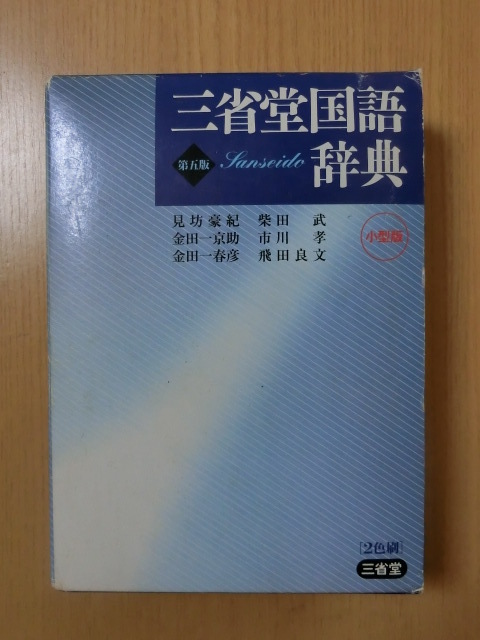 三省堂国語
辞典
第五版
Sanseido
見坊豪紀 柴田 武
金田一京助 市川 孝
金田一春彦 飛田良文
小型版
[2色刷]
三省堂